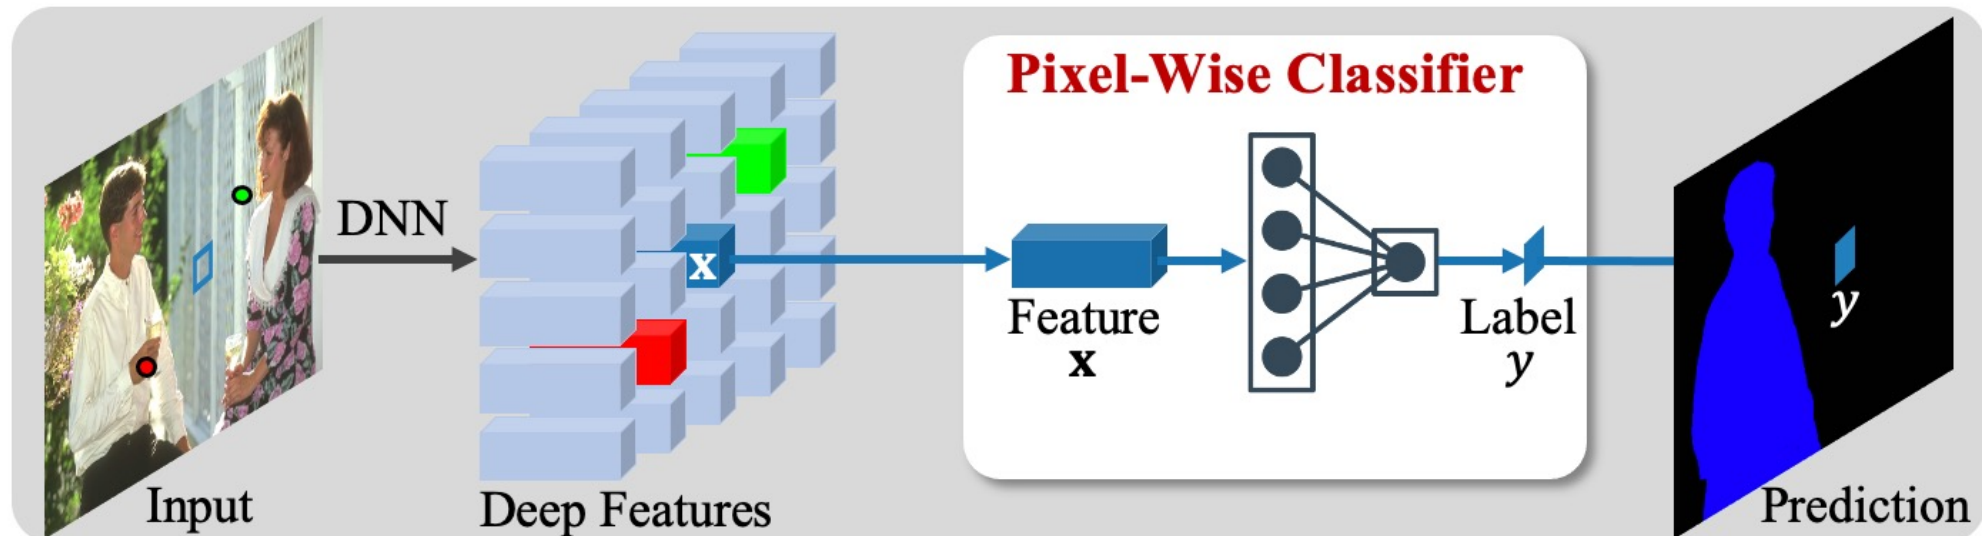 Pixel-Wise Classifier
DNN
x
Feature
x
Label
y
y
Input
Deep Features
Prediction